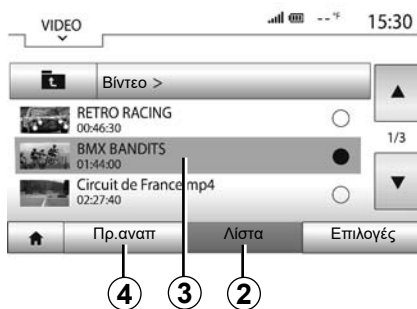 VIDEO
--°F 15:30
Βίντεο >
RETRO RACING
00:46:30
BMX BANDITS
01:44:00
1/3
Circuit de France.mp4
02:27:40
Πρ.αναπ Λίστα Επιλογές
4 3 2